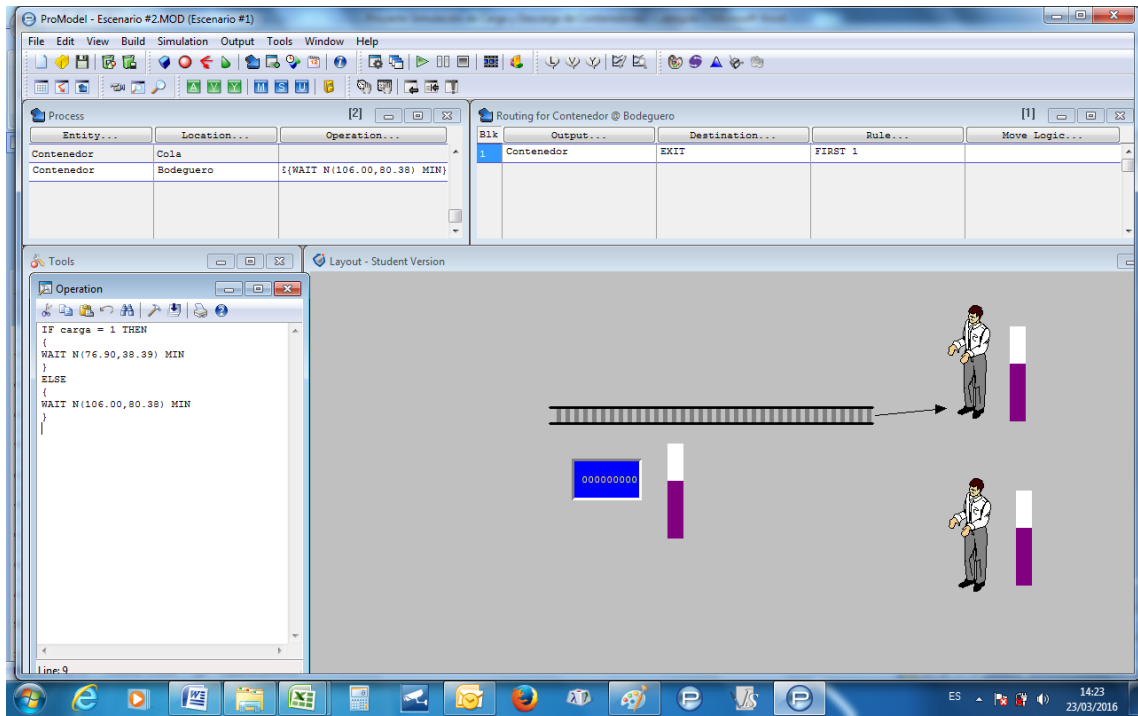 ProModel - Escenario #2.MOD (Escenario #1)
File Edit View Build Simulation Output Tools Window Help
Process [2]
Entity... Location... Operation...
Contenedor Cola
Contenedor Bodeguero {WAIT N(106.00,80.38) MIN}
Routing for Contenedor @ Bodeguero [1]
Blk Output... Destination... Rule... Move Logic...
1 Contenedor EXIT FIRST 1
Tools
Layout - Student Version
Operation
IF carga = 1 THEN
{
WAIT N(76.90,38.39) MIN
}
ELSE
{
WAIT N(106.00,80.38) MIN
}
Line: 9
000000000
ES 14:23
23/03/2016